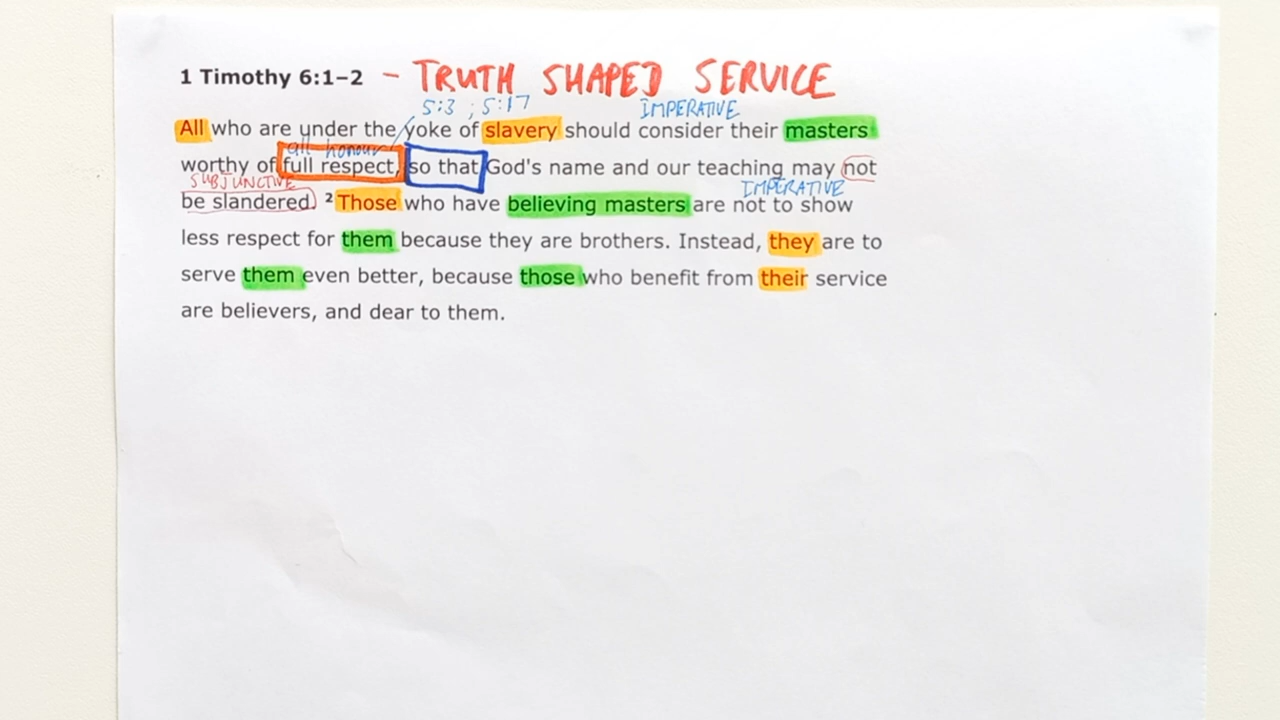 1 Timothy 6:1–2 - TRUTH SHAPED SERVICE
5:3 ; 5:17 IMPERATIVE
All who are under the yoke of slavery should consider their masters
all honour
worthy of full respect, so that God's name and our teaching may not
SUBJUNCTIVE IMPERATIVE
be slandered. ² Those who have believing masters are not to show
less respect for them because they are brothers. Instead, they are to
serve them even better, because those who benefit from their service
are believers, and dear to them.